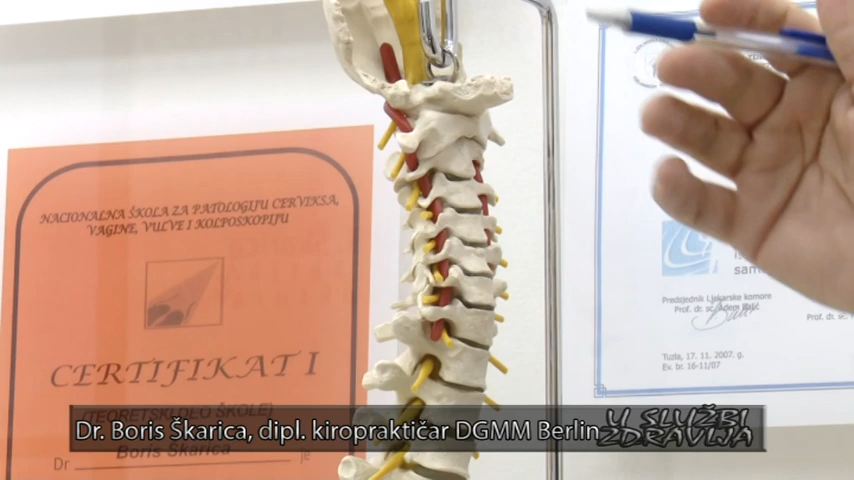 NACIONALNA ŠKOLA ZA PATOLOGIJU CERVIKSA,
VAGINE, VULVE I KOLPOSKOPIJU
CERTIFIKAT I
(TEORETSKI DEO ŠKOLE)
Dr Boris Škarica je
Predsjednik Ljekarske komore
Prof. dr. sc. Adem
Prof. dr. s
Tuzla, 17. 11. 2007. g.
Ev. br. 16-11/07
Dr. Boris Škarica, dipl. kiropraktičar DGMM Berlin
U SLUŽBI
ZDRAVLJA